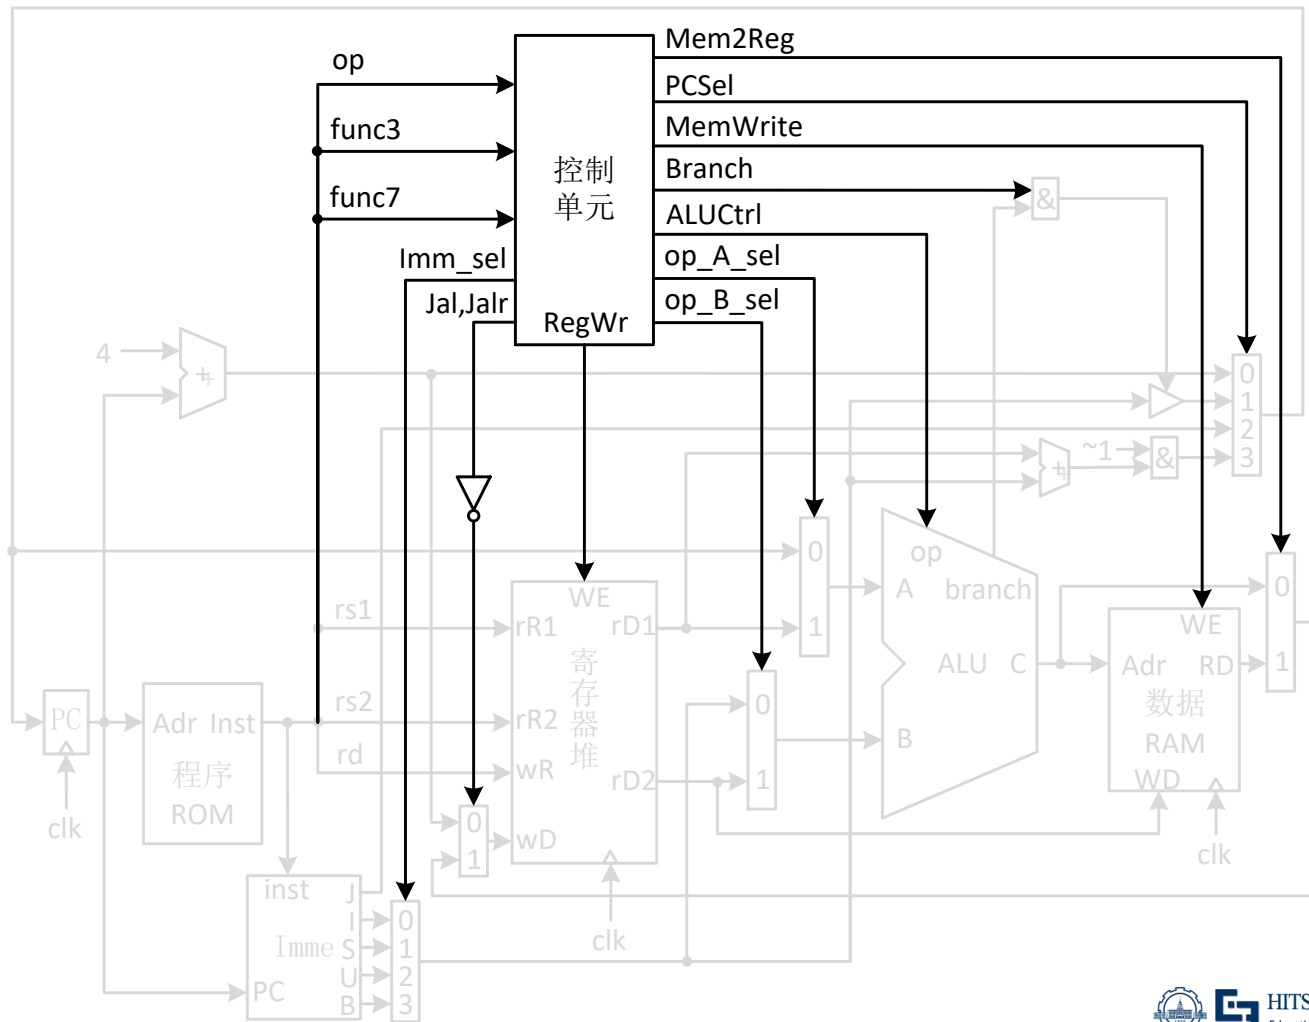 Mem2Reg
op
PCSel
func3
MemWrite
控制
单元
Branch
func7
ALUCtrl
Imm_sel
op_A_sel
Jal,Jalr
op_B_sel
RegWr
&
4
++
0
1
2
3
~1
&
+
0
1
op
A
branch
ALU
C
B
0
1
WE
Adr
RD
数据
RAM
WD
clk
0
1
WE
rs1
rR1
rD1
寄
存
器
堆
rs2
rR2
rd
wR
rD2
wD
clk
0
1
PC
clk
Adr Inst
程序
ROM
0
1
inst
J
I
Imme
S
U
PC
B
0
1
2
3
HITS